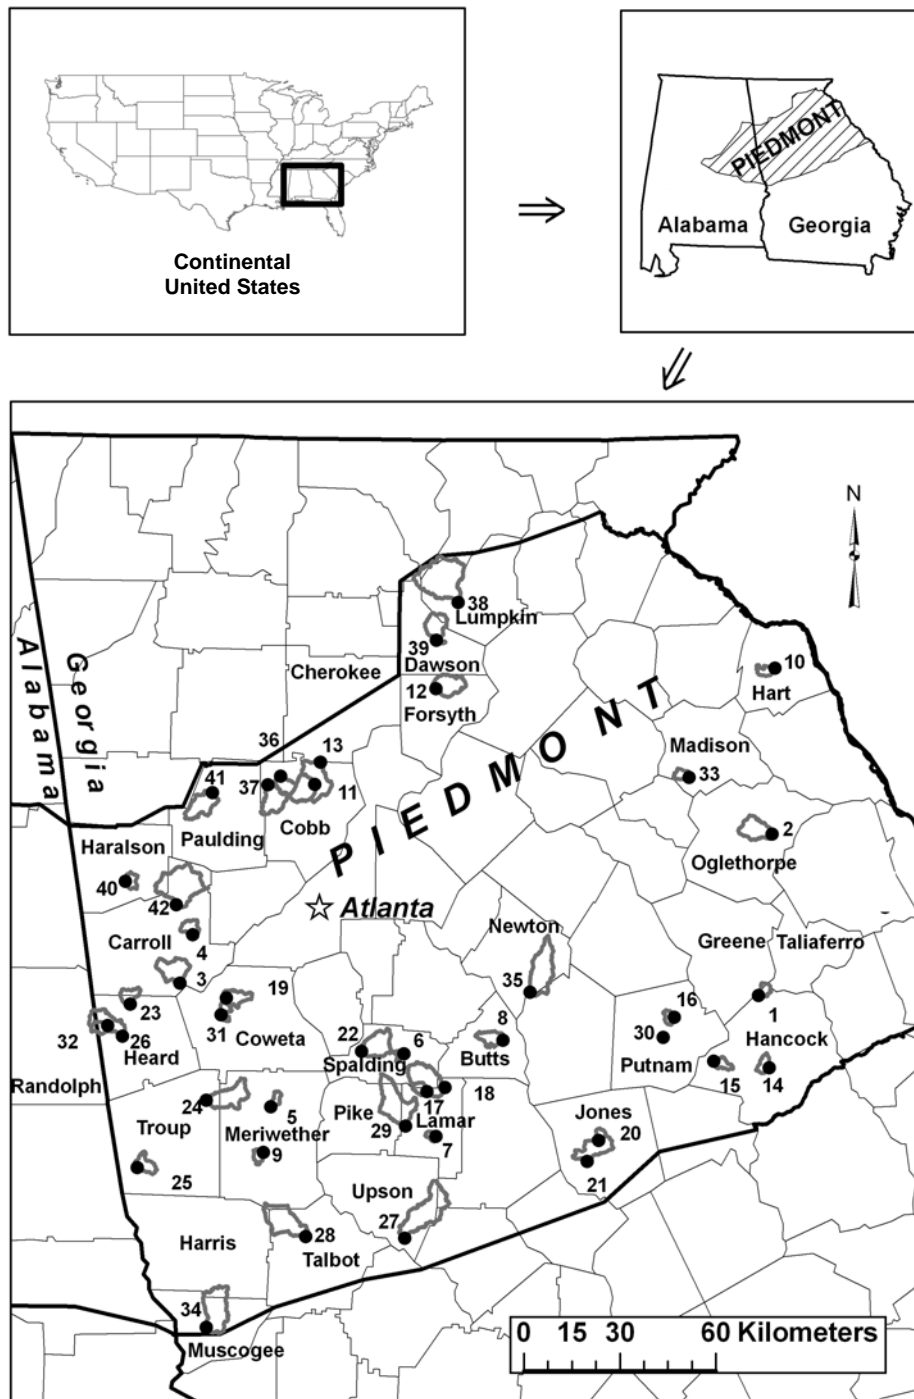 Continental
United States
PIEDMONT
Alabama
Georgia
N
38
Lumpkin
39
Dawson
Cherokee
12
Forsyth
10
Hart
Alabama
Georgia
PIEDMONT
36
13
41
37
11
Paulding
Cobb
Madison
33
2
Oglethorpe
Haralson
40
42
Atlanta
Carroll
4
3
Newton
35
Greene
Taliaferro
1
19
31
Coweta
23
32
26
Heard
22
6
Spalding
8
Butts
16
30
Putnam
Hancock
15
14
Randolph
24
5
Troup
Meriwether
9
25
Pike
17
18
Lamar
29
7
Jones
20
21
Upson
27
Harris
28
Talbot
34
Muscogee
0 15 30 60 Kilometers